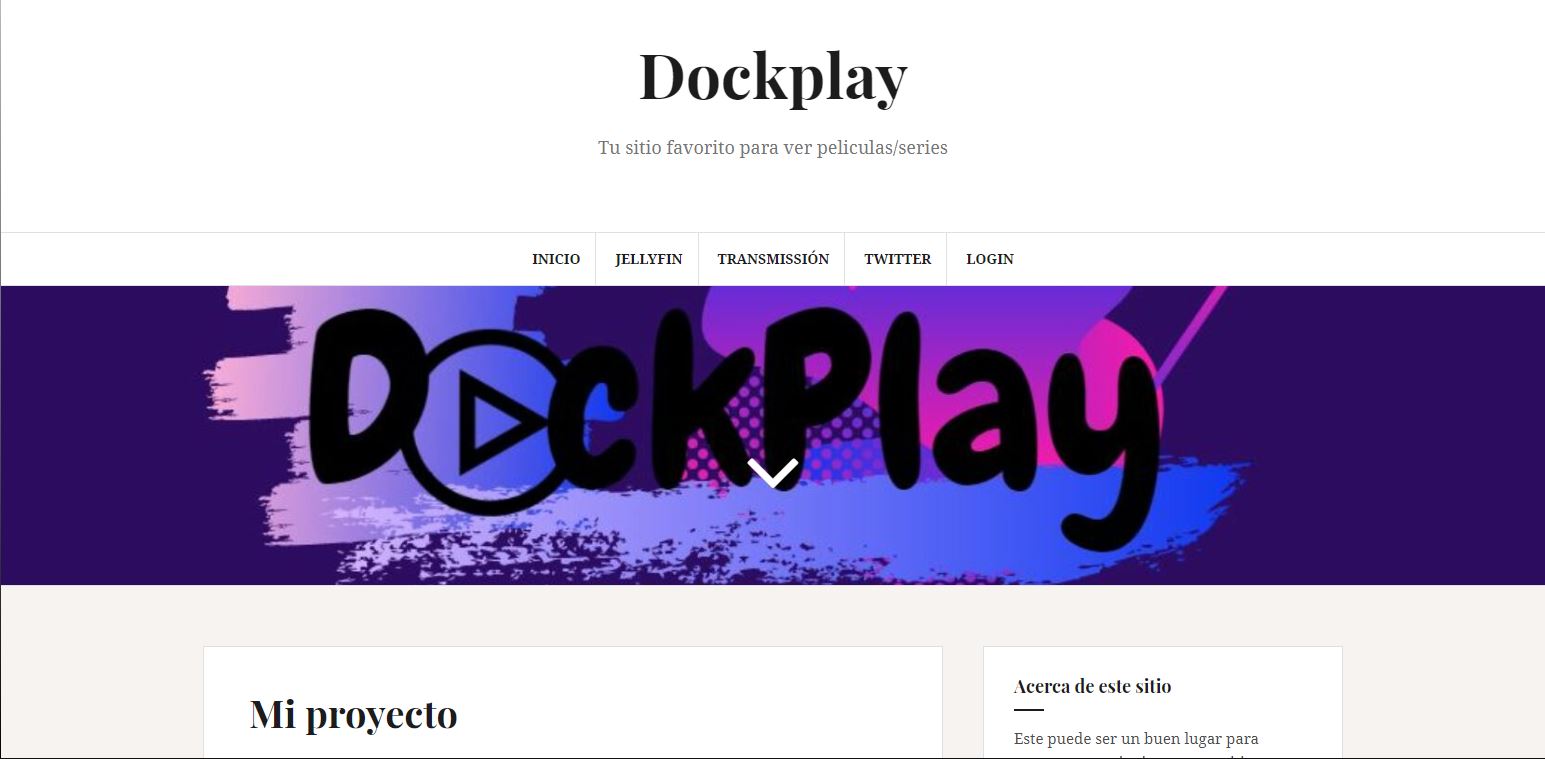 Dockplay
Tu sitio favorito para ver peliculas/series
INICIO JELLYFIN TRANSMISSIÓN TWITTER LOGIN
DockPlay
Mi proyecto
Acerca de este sitio
Este puede ser un buen lugar para